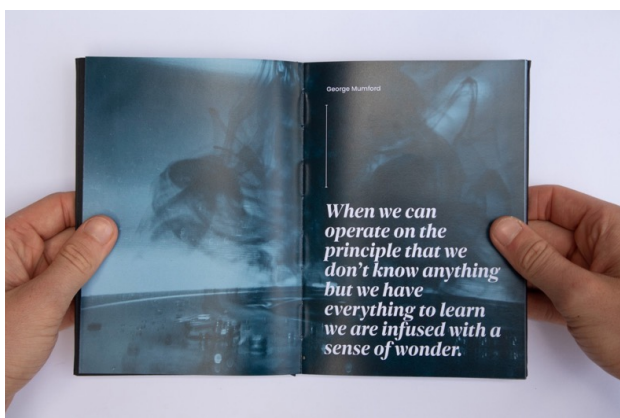 George Mumford
When we can
operate on the
principle that we
don't know anything
but we have
everything to learn
we are infused with a
sense of wonder.